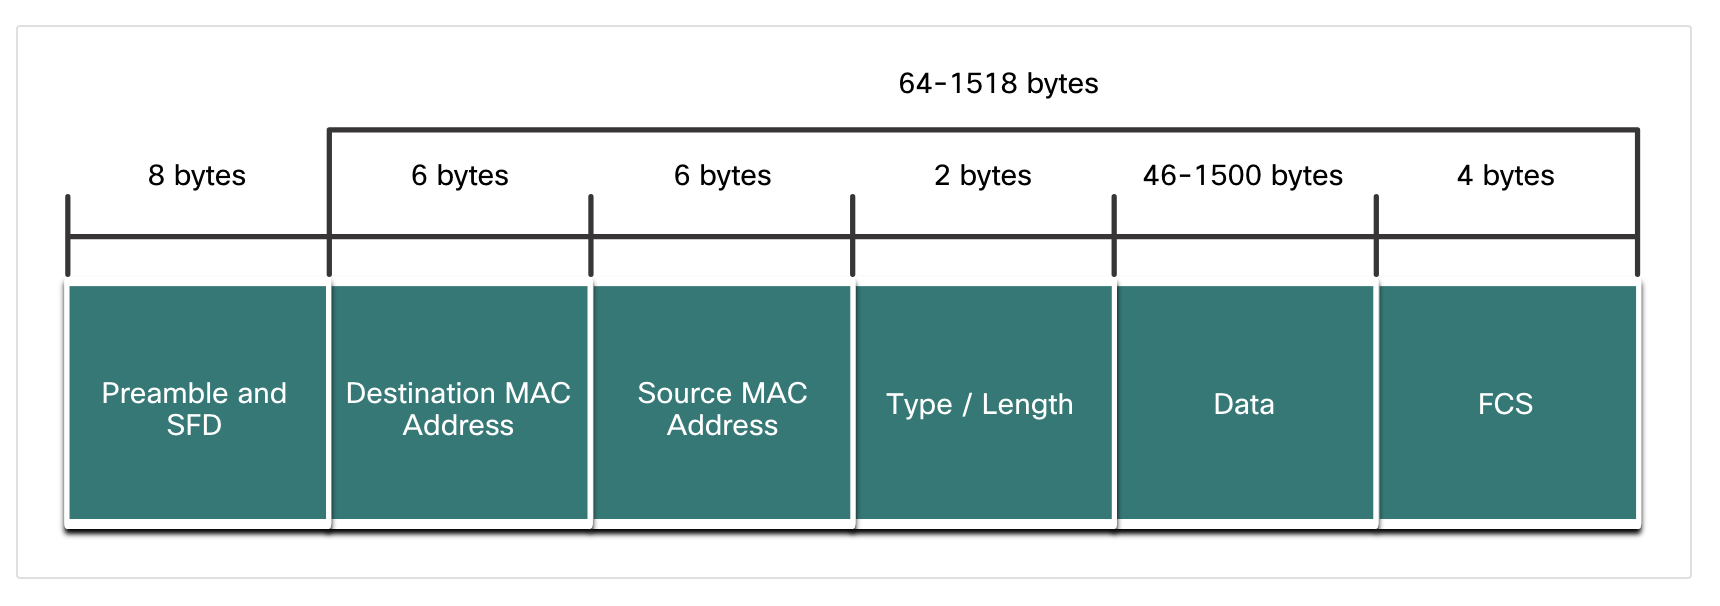 64-1518 bytes
8 bytes
6 bytes
6 bytes
2 bytes
46-1500 bytes
4 bytes
Preamble and
SFD
Destination MAC
Address
Source MAC
Address
Type / Length
Data
FCS